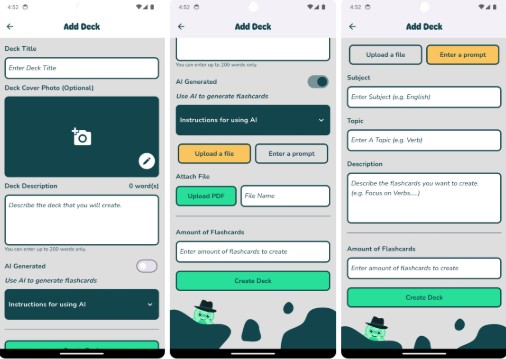 4:52
Add Deck
Deck Title
Enter Deck Title
Deck Cover Photo (Optional)
Deck Description 0 word(s)
Describe the deck that you will create.
You can enter up to 200 words only.
AI Generated
Use AI to generate flashcards
Instructions for using AI
4:52
Add Deck
You can enter up to 200 words only.
AI Generated
Use AI to generate flashcards
Instructions for using AI
Upload a file Enter a prompt
Attach File
Upload PDF File Name
Amount of Flashcards
Enter amount of flashcards to create
Create Deck
4:52
Add Deck
Upload a file Enter a prompt
Subject
Enter Subject (e.g. English)
Topic
Enter A Topic (e.g. Verb)
Description
Describe the flashcards you want to create.
(e.g. Focus on Verbs....)
Amount of Flashcards
Enter amount of flashcards to create
Create Deck